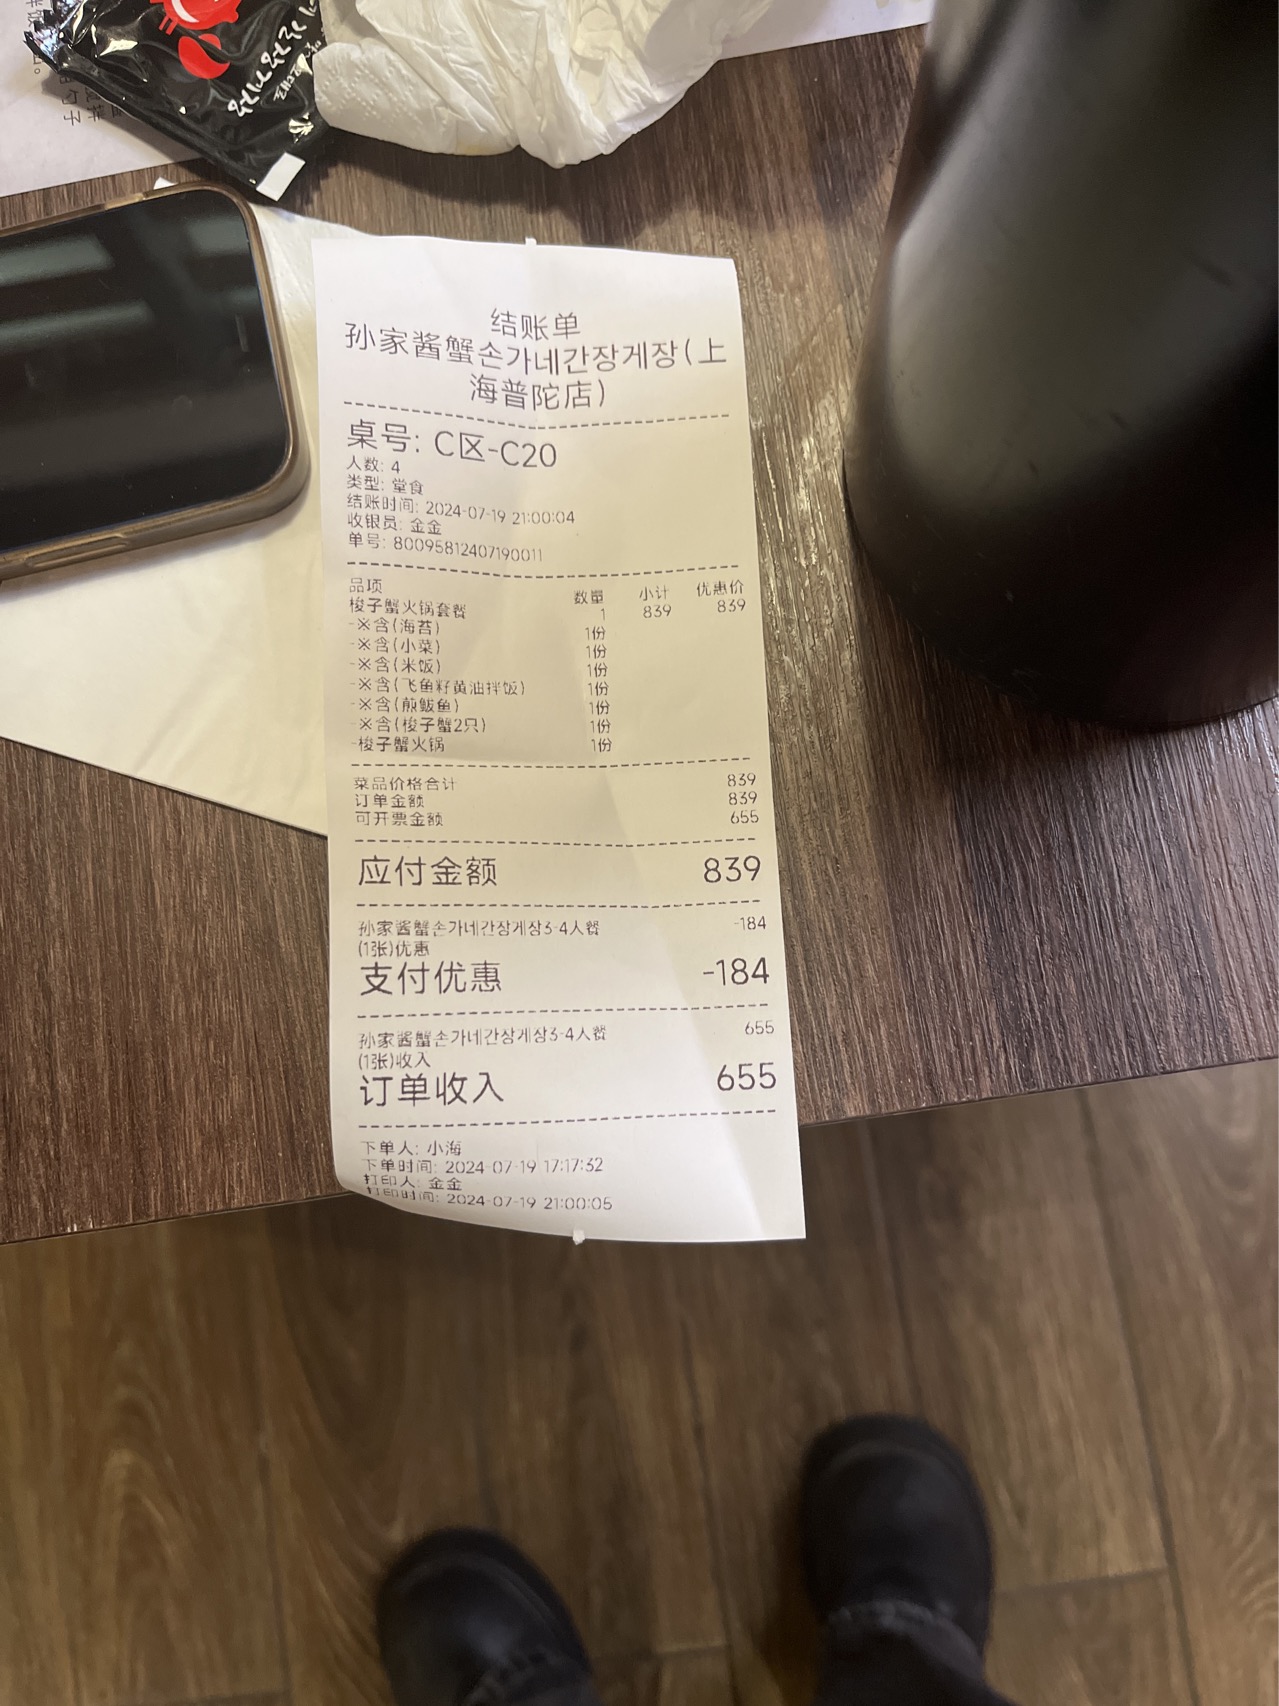 结账单
孙家酱蟹손가네간장게장(上
海普陀店)
桌号: C区-C20
人数: 4
类型: 堂食
结账时间: 2024-07-19 21:00:04
收银员: 金金
单号: 80095812407190011
品项 数量 小计 优惠价
梭子蟹火锅套餐 1 839 839
-※含(海苔) 1份
-※含(小菜) 1份
-※含(米饭) 1份
-※含(飞鱼籽黄油拌饭) 1份
-※含(煎鲅鱼) 1份
-※含(梭子蟹2只) 1份
-梭子蟹火锅 1份
菜品价格合计 839
订单金额 839
可开票金额 655
应付金额 839
孙家酱蟹손가네간장게장3-4人餐 -184
(1张)优惠
支付优惠 -184
孙家酱蟹손가네간장게장3-4人餐 655
(1张)收入
订单收入 655
下单人: 小海
下单时间: 2024-07-19 17:17:32
打印人: 金金
打印时间: 2024-07-19 21:00:05